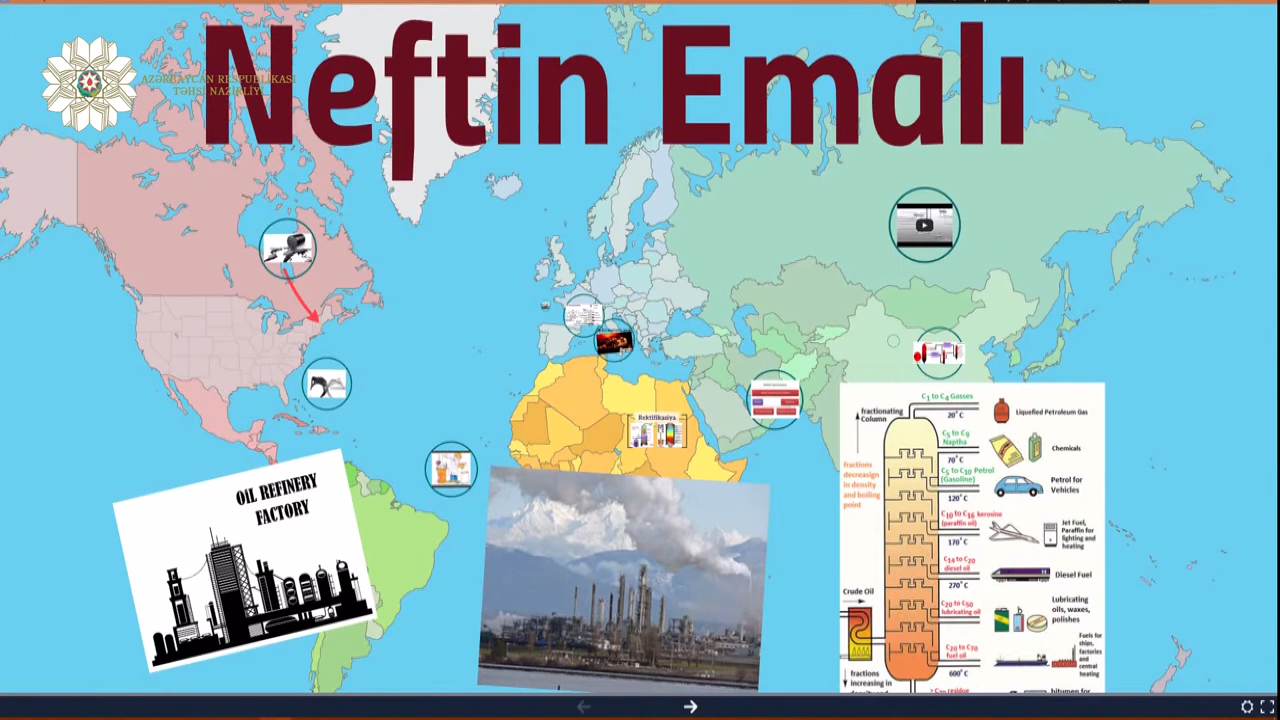 Neftin Emalı
AZƏRBAYCAN RESPUBLİKASI
TƏHSİL NAZİRLİYİ
OIL REFINERY
FACTORY
Rektifikasiya
fractionating
Column
fractions
decreasign
in density
and boiling
point
Crude Oil
fractions
increasing in
C1 to C4 Gasses
20°C
Liquefied Petroleum Gas
C5 to C9
Naptha
70°C
Chemicals
C5 to C10 Petrol
(Gasoline)
120°C
Petrol for
Vehicles
C10 to C16 kerosine
(paraffin oil)
170°C
Jet Fuel,
Paraffin for
lighting and
heating
C14 to C20
diesel oil
270°C
Diesel Fuel
C20 to C50
lubricating oil
Lubricating
oils, waxes,
polishes
C20 to C70
fuel oil
600°C
Fuels for
ships,
factories
and
central
heating
residue
bitumen for